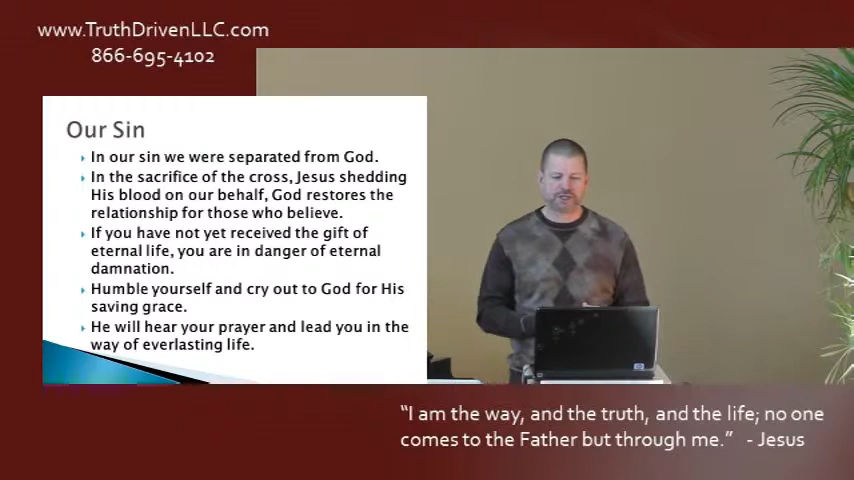 www.TruthDrivenLLC.com
866-695-4102
Our Sin
In our sin we were separated from God.
In the sacrifice of the cross, Jesus shedding
His blood on our behalf, God restores the
relationship for those who believe.
If you have not yet received the gift of
eternal life, you are in danger of eternal
damnation.
Humble yourself and cry out to God for His
saving grace.
He will hear your prayer and lead you in the
way of everlasting life.
hp
“I am the way, and the truth, and the life; no one
comes to the Father but through me.” - Jesus